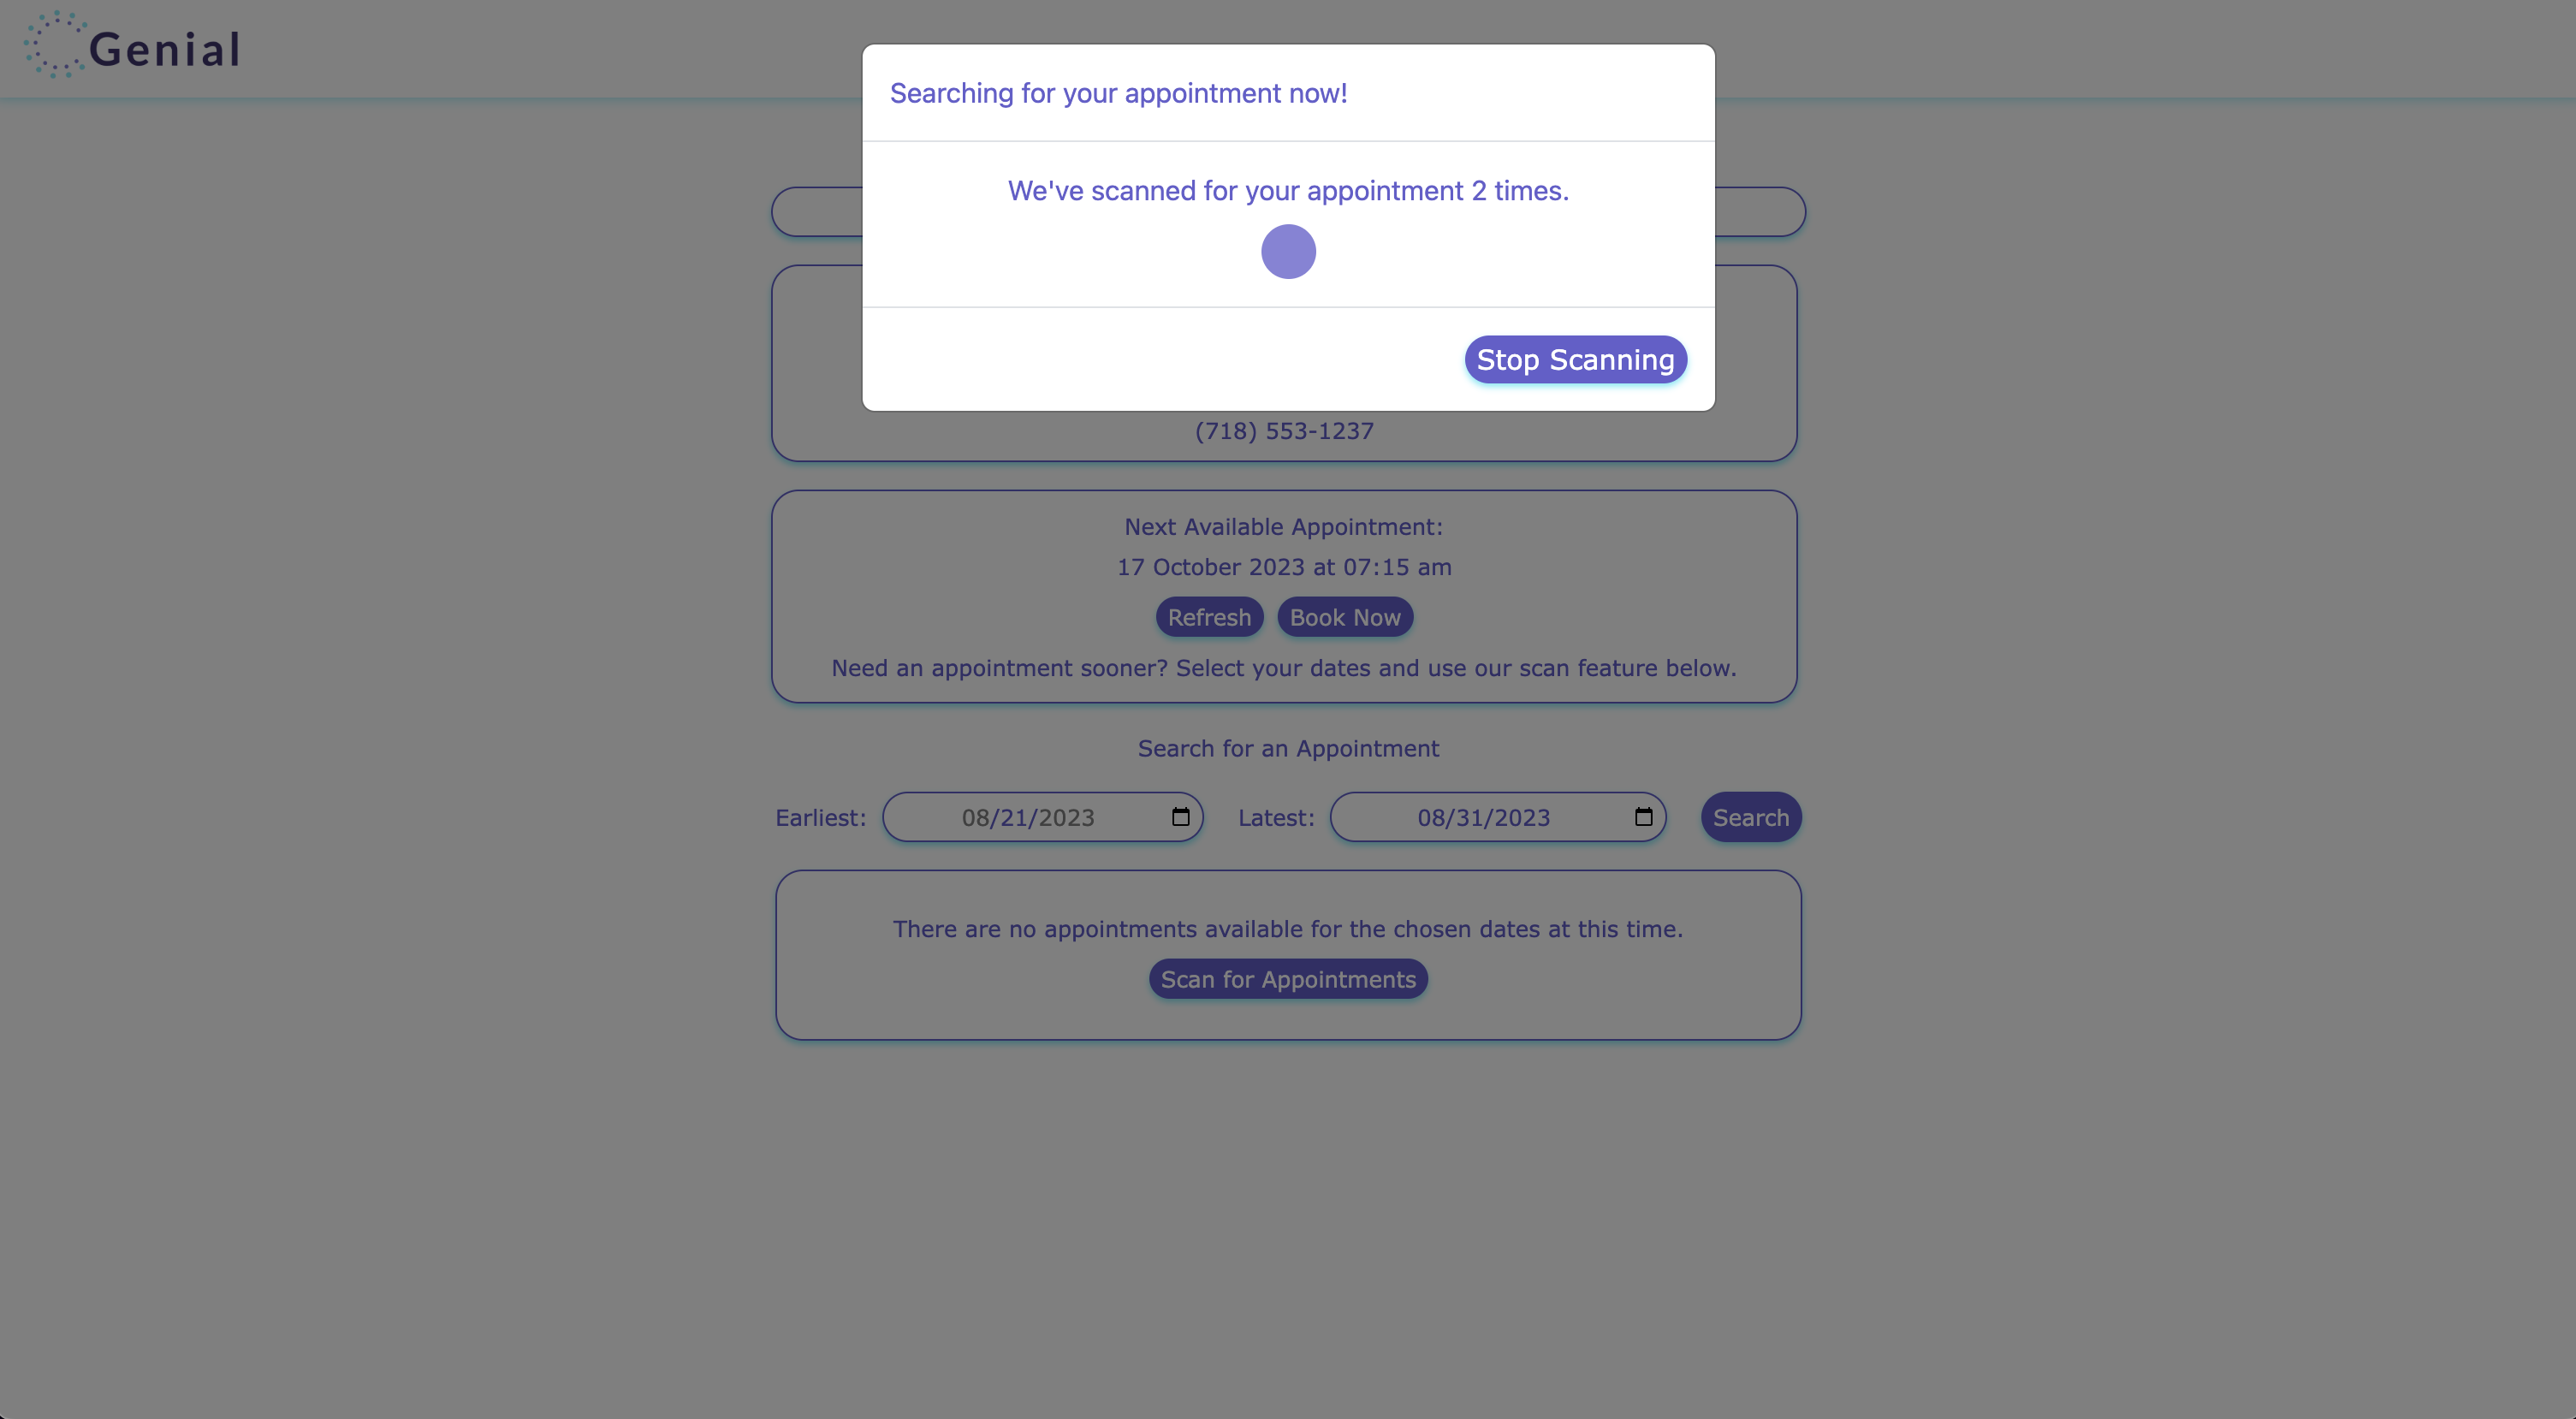 Genial
Searching for your appointment now!
We've scanned for your appointment 2 times.
Stop Scanning
(718) 553-1237
Next Available Appointment:
17 October 2023 at 07:15 am
Refresh Book Now
Need an appointment sooner? Select your dates and use our scan feature below.
Search for an Appointment
Earliest: 08/21/2023 Latest: 08/31/2023 Search
There are no appointments available for the chosen dates at this time.
Scan for Appointments